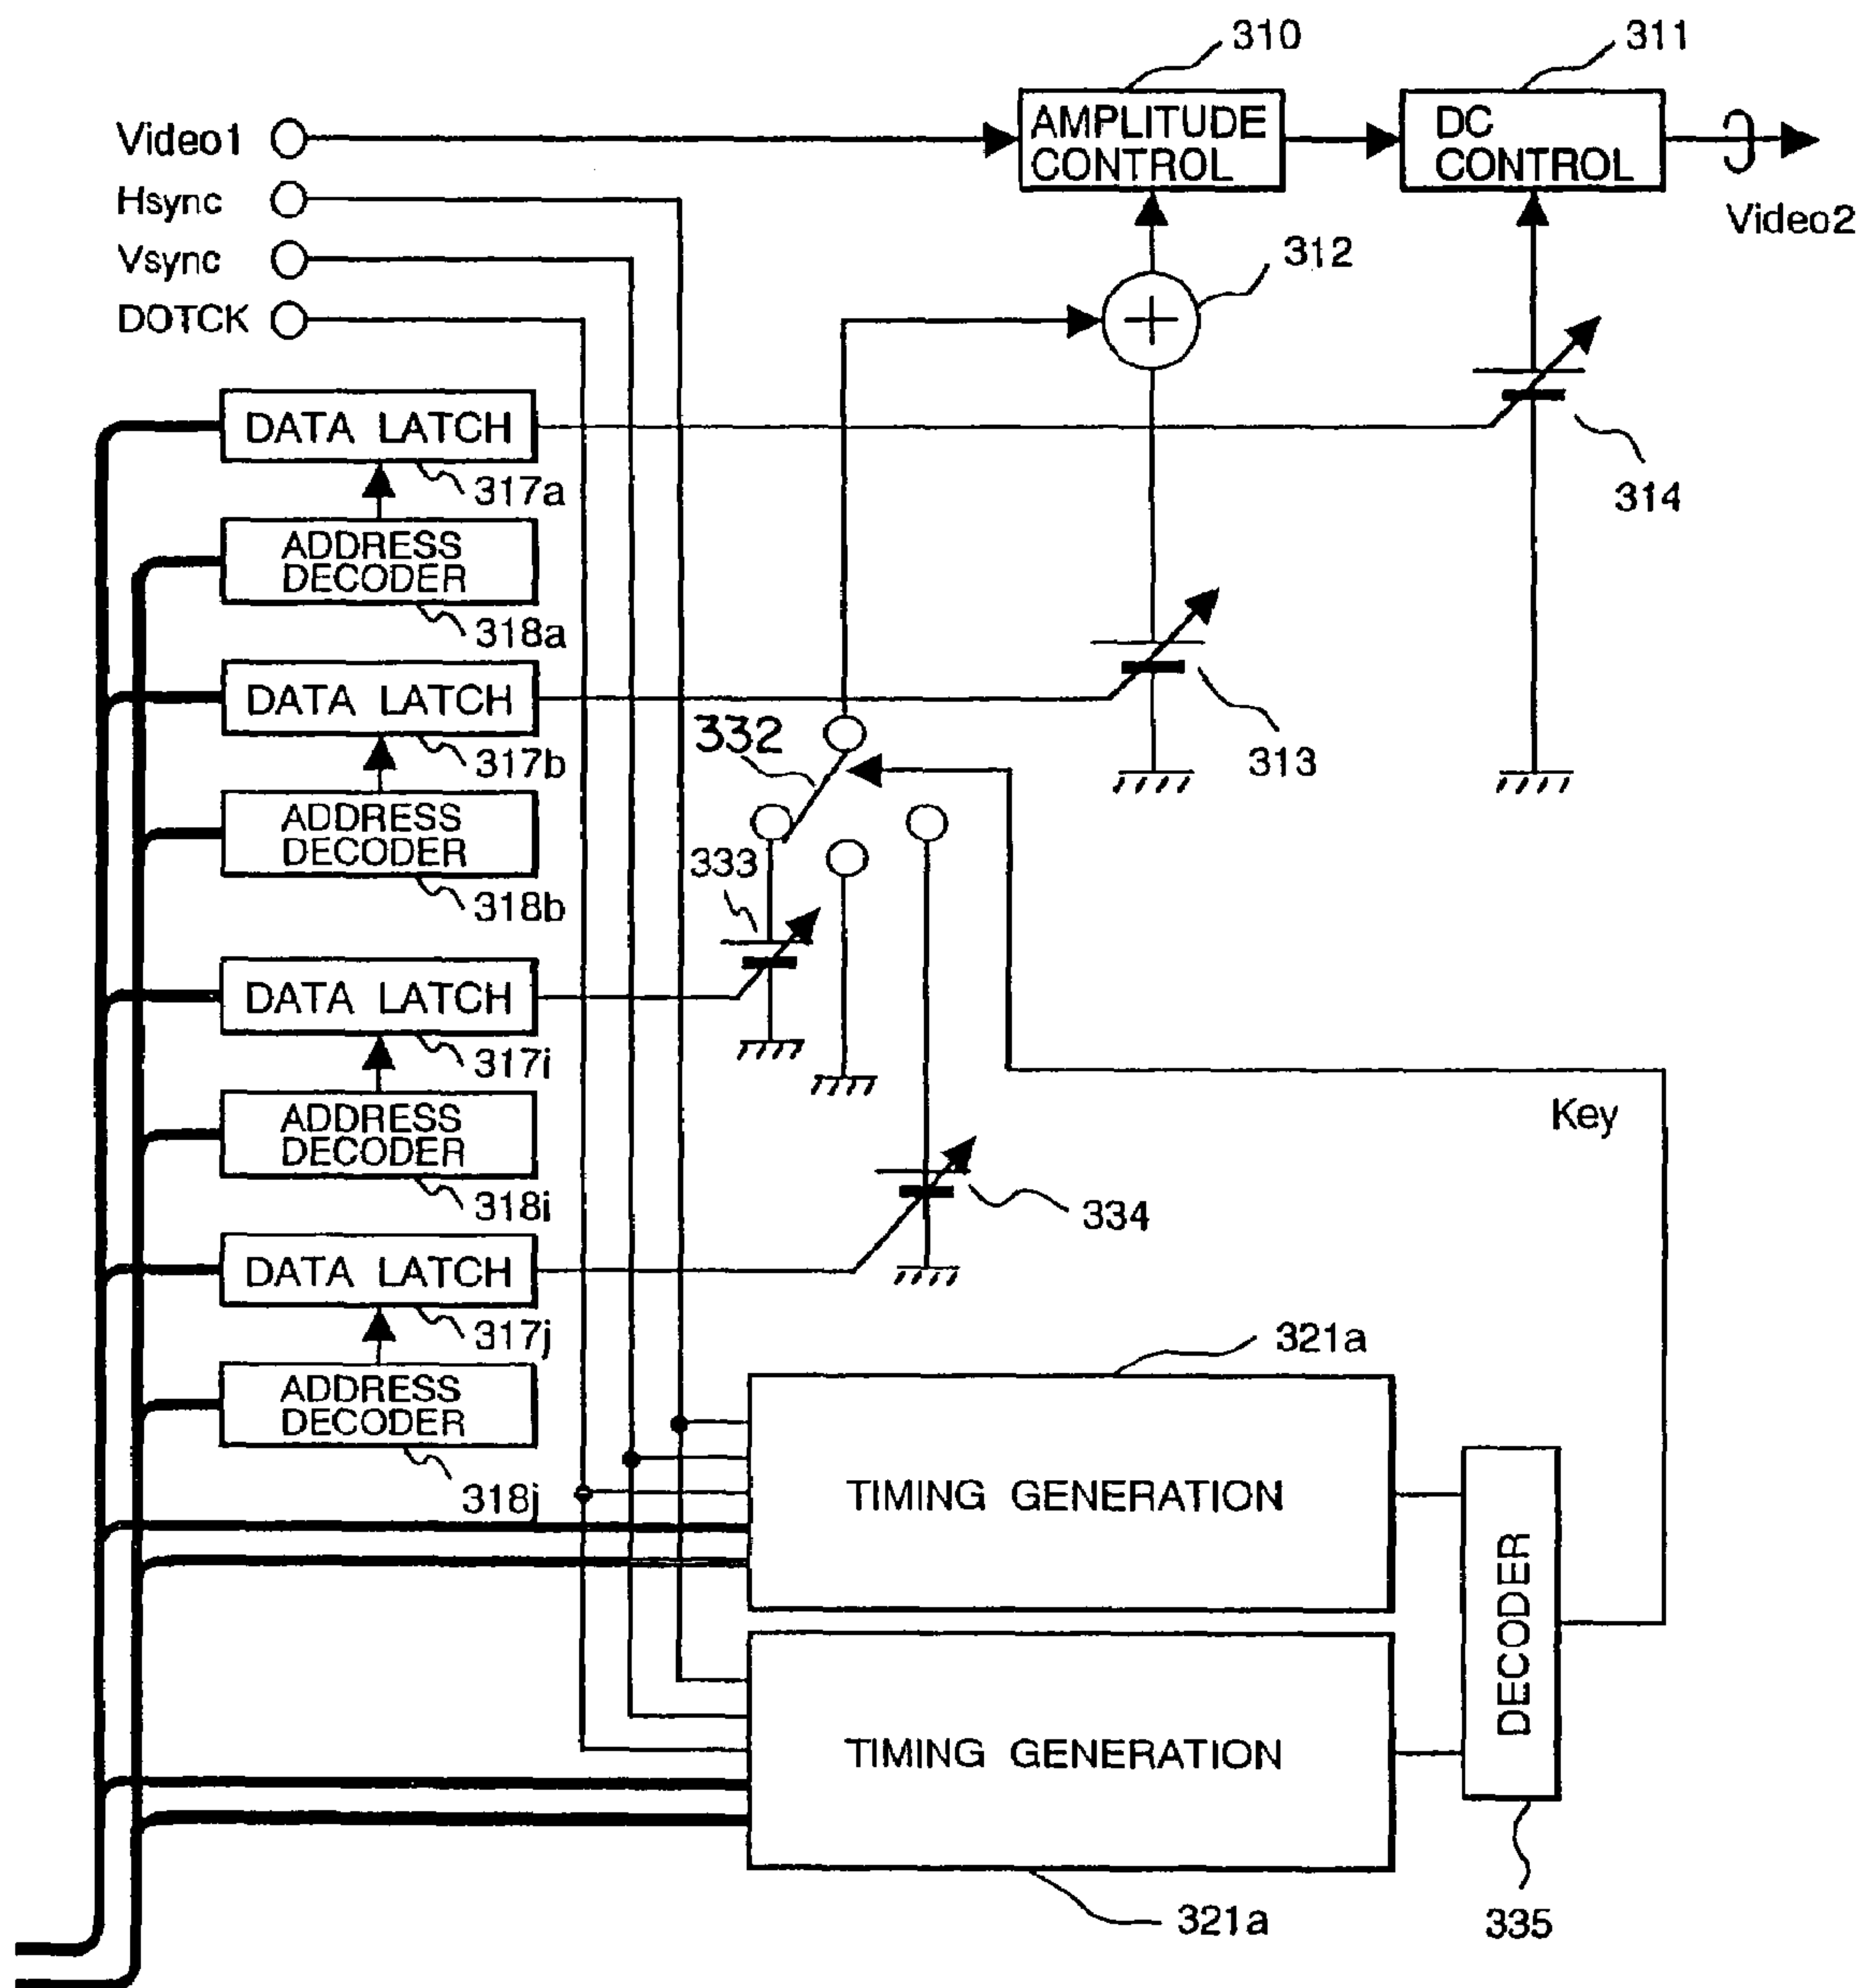 310
311
Video1
AMPLITUDE
CONTROL
DC
CONTROL
Hsync
Video2
Vsync
312
DOTCK
DATA LATCH
317a
314
ADDRESS
DECODER
318a
DATA LATCH
332
317b
313
ADDRESS
DECODER
333
318b
DATA LATCH
317i
Key
ADDRESS
DECODER
318i
334
DATA LATCH
317j
321a
ADDRESS
DECODER
318j
TIMING GENERATION
DECODER
TIMING GENERATION
321a
335